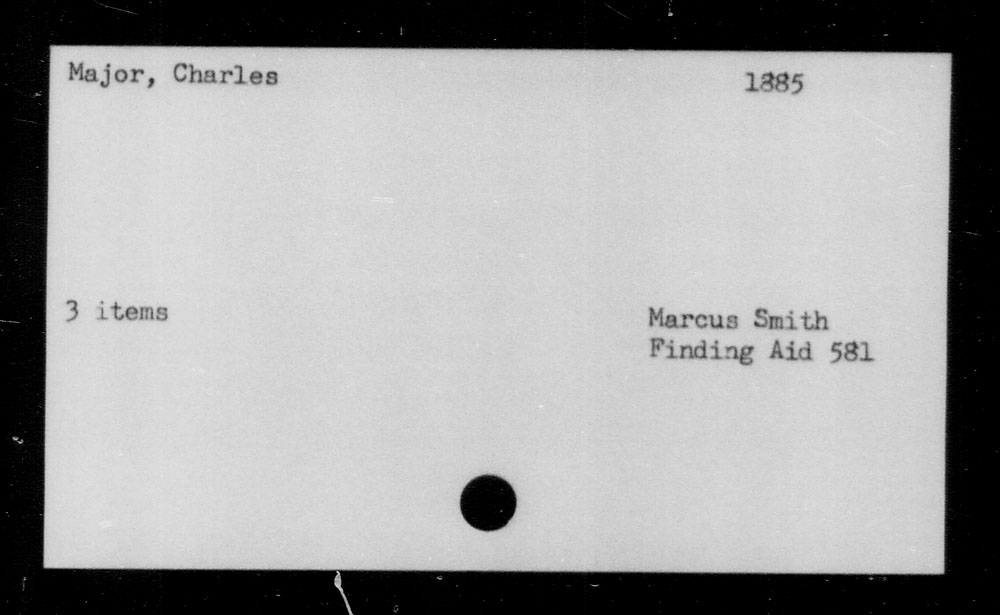 Major, Charles 1885
3 items
Marcus Smith
Finding Aid 581